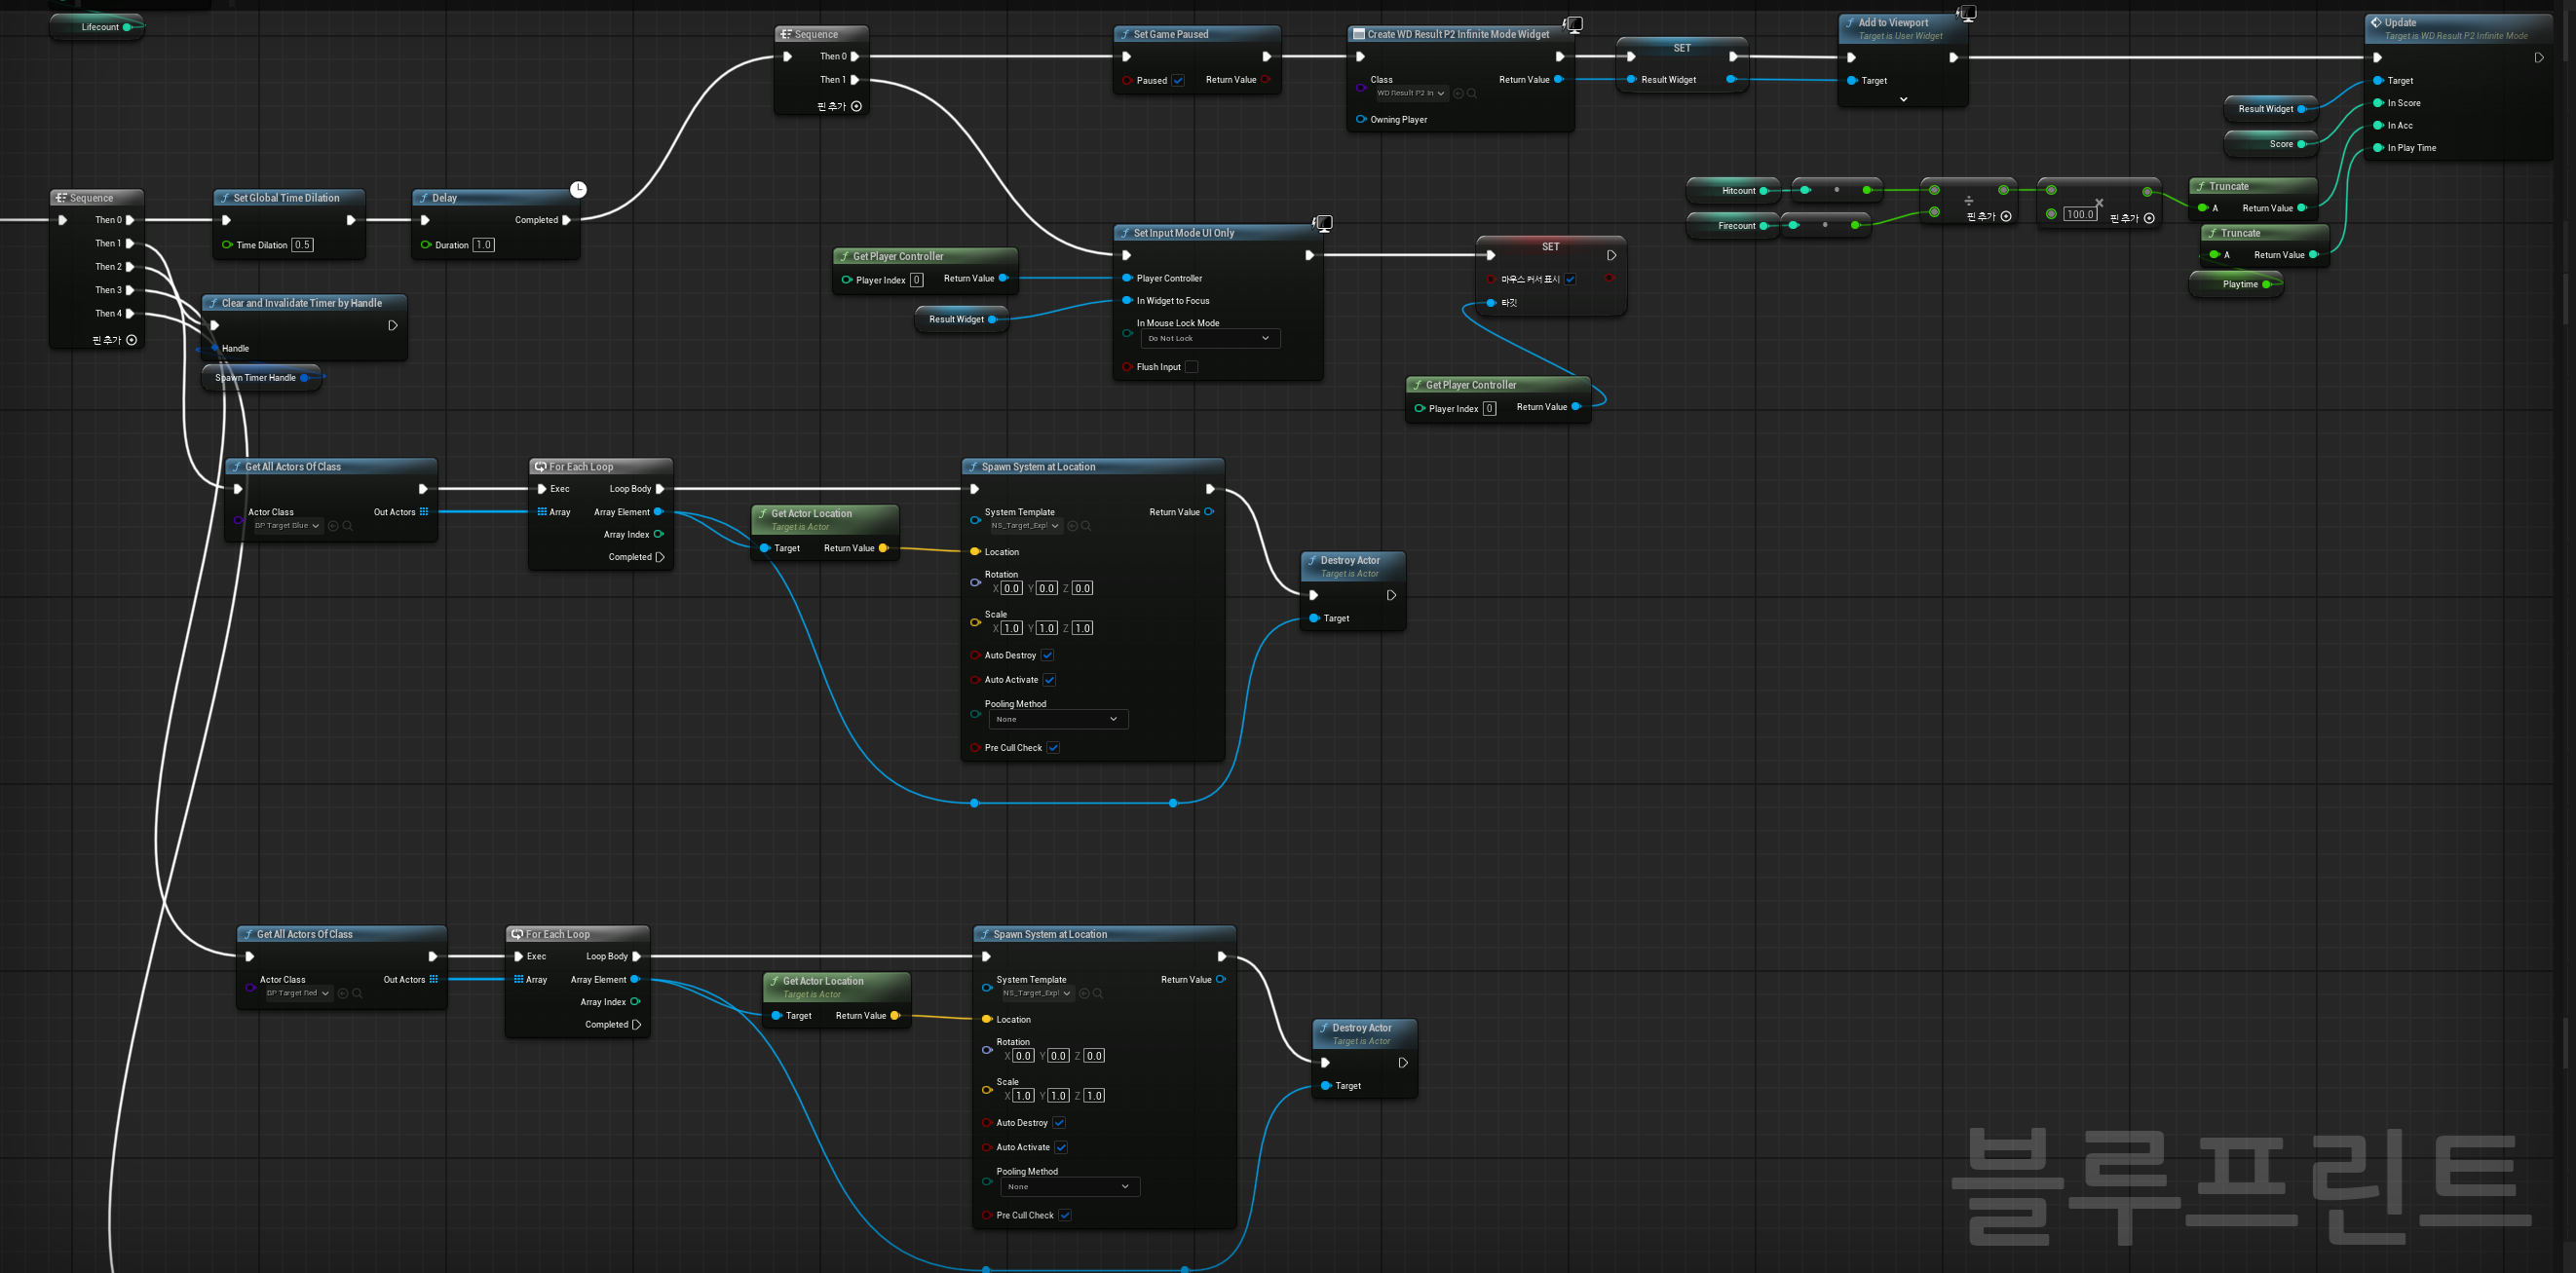 Lifecount
Sequence
Then 0
Then 1
핀 추가
Set Game Paused
Paused
Return Value
Create WD Result P2 Infinite Mode Widget
Class
WD Result P2 In
Return Value
Owning Player
SET
Result Widget
Add to Viewport
Target is User Widget
Target
Update
Target is WD Result P2 Infinite Mode
Target
In Score
In Acc
In Play Time
Result Widget
Score
Hitcount
Firecount
÷
핀 추가
×
100.0
핀 추가
Truncate
A
Return Value
Truncate
A
Return Value
Playtime
Sequence
Then 0
Then 1
Then 2
Then 3
Then 4
핀 추가
Set Global Time Dilation
Time Dilation 0.5
Delay
Completed
Duration 1.0
Clear and Invalidate Timer by Handle
Handle
Spawn Timer Handle
Get Player Controller
Player Index 0
Return Value
Result Widget
Set Input Mode UI Only
Player Controller
In Widget to Focus
In Mouse Lock Mode
Do Not Lock
Flush Input
SET
마우스 커서 표시
타깃
Get Player Controller
Player Index 0
Return Value
Get All Actors Of Class
Actor Class
BP Target Blue
Out Actors
For Each Loop
Exec
Loop Body
Array
Array Element
Array Index
Completed
Get Actor Location
Target is Actor
Target
Return Value
Spawn System at Location
System Template
NS_Target_Expl
Return Value
Location
Rotation
X 0.0 Y 0.0 Z 0.0
Scale
X 1.0 Y 1.0 Z 1.0
Auto Destroy
Auto Activate
Pooling Method
None
Pre Cull Check
Destroy Actor
Target is Actor
Target
Get All Actors Of Class
Actor Class
BP Target Red
Out Actors
For Each Loop
Exec
Loop Body
Array
Array Element
Array Index
Completed
Get Actor Location
Target is Actor
Target
Return Value
Spawn System at Location
System Template
NS_Target_Expl
Return Value
Location
Rotation
X 0.0 Y 0.0 Z 0.0
Scale
X 1.0 Y 1.0 Z 1.0
Auto Destroy
Auto Activate
Pooling Method
None
Pre Cull Check
Destroy Actor
Target is Actor
Target
블루프린트